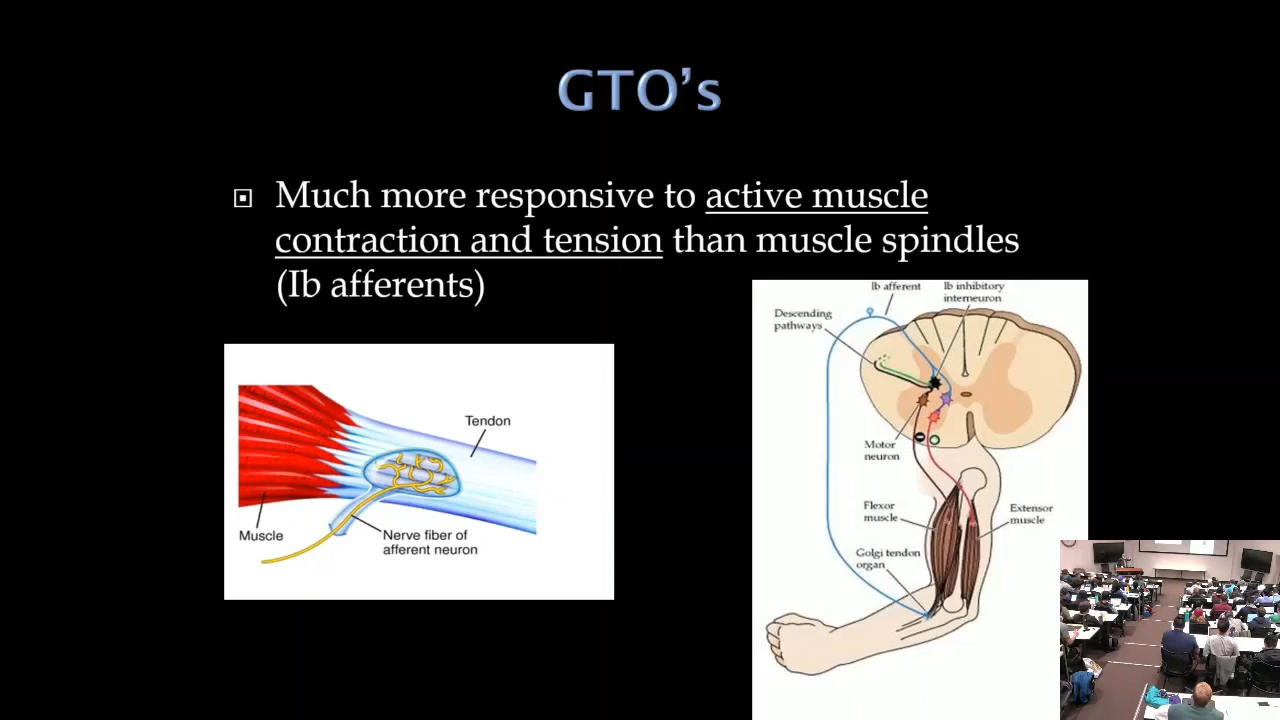 GTO’s
Much more responsive to active muscle
contraction and tension than muscle spindles
(Ib afferents)
Tendon
Muscle
Nerve fiber of
afferent neuron
Ib afferent
Ib inhibitory
interneuron
Descending
pathways
Motor
neuron
Flexor
muscle
Extensor
muscle
Golgi tendon
organ